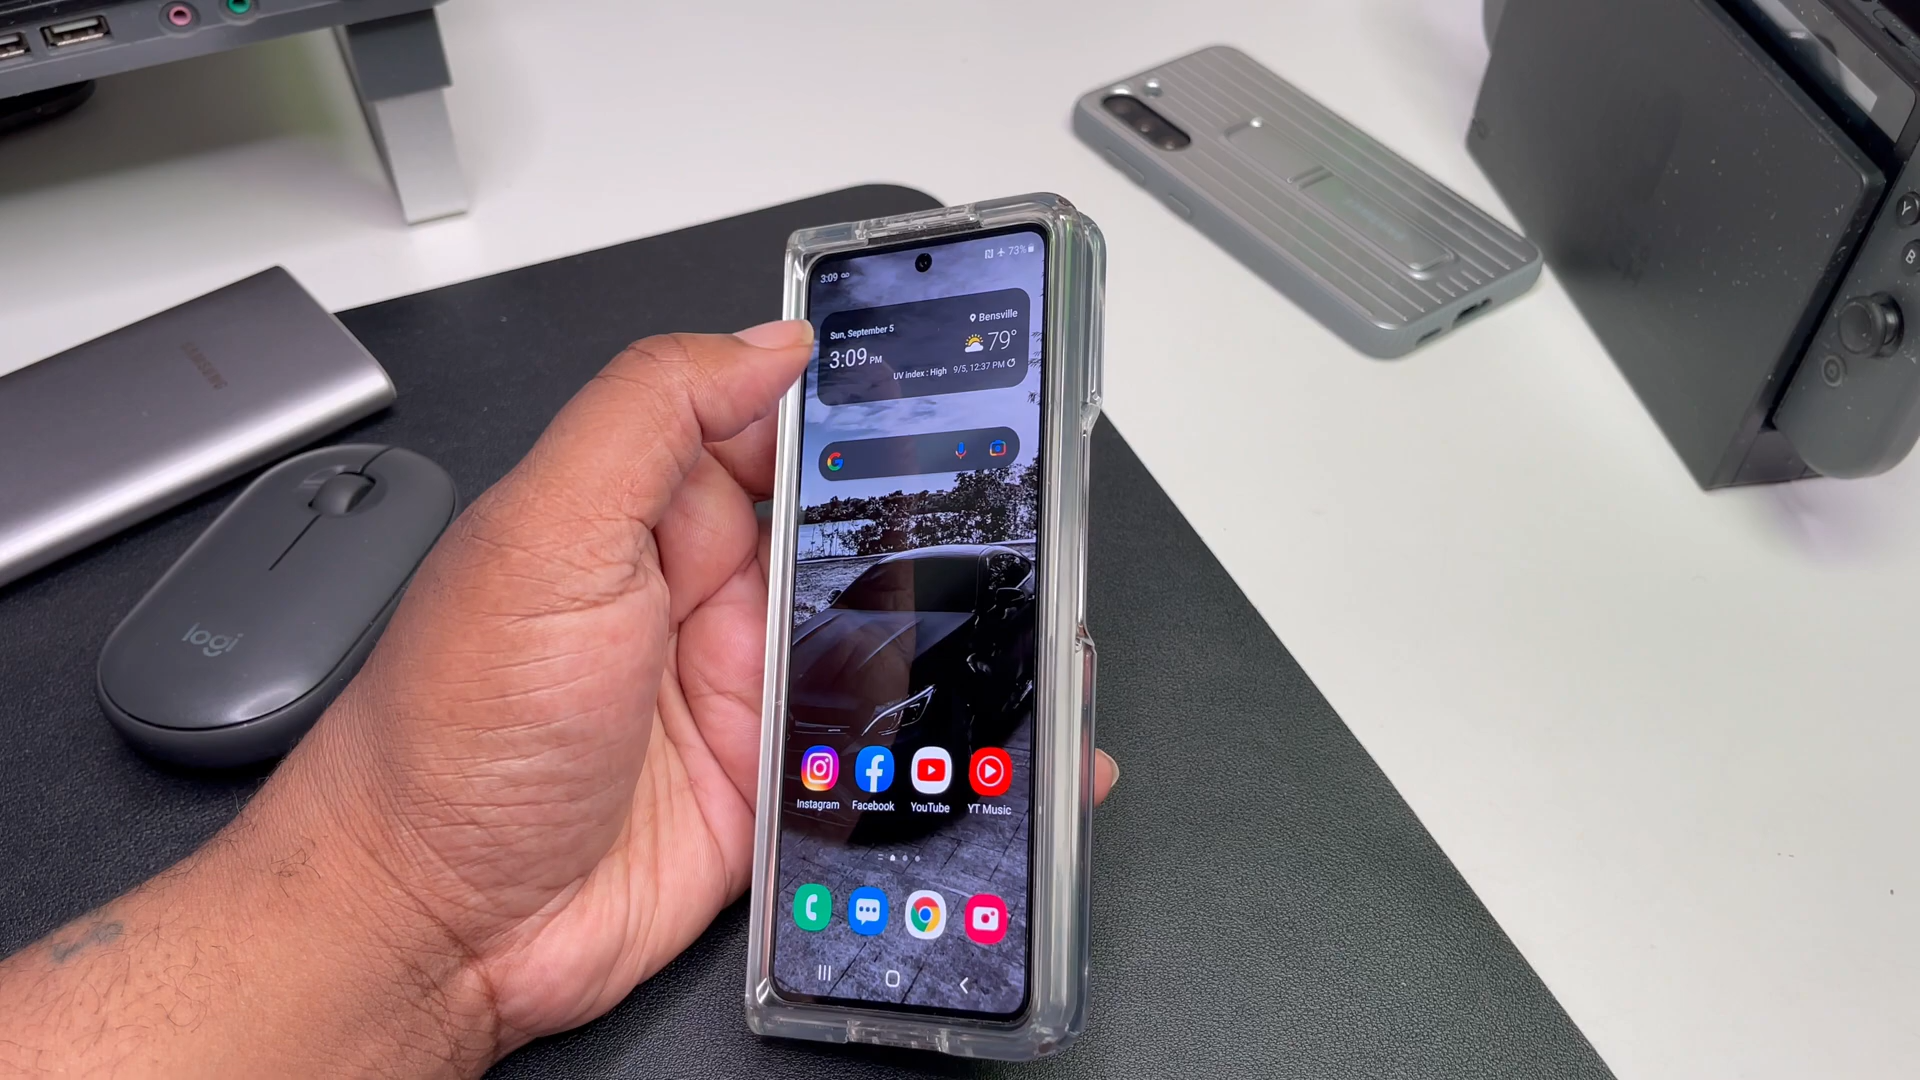 3:09
73%
Sun, September 5
Bensville
3:09 PM
79°
UV index : High 9/5, 12:37 PM
Instagram
Facebook
YouTube
YT Music
SAMSUNG
logi
Y
B